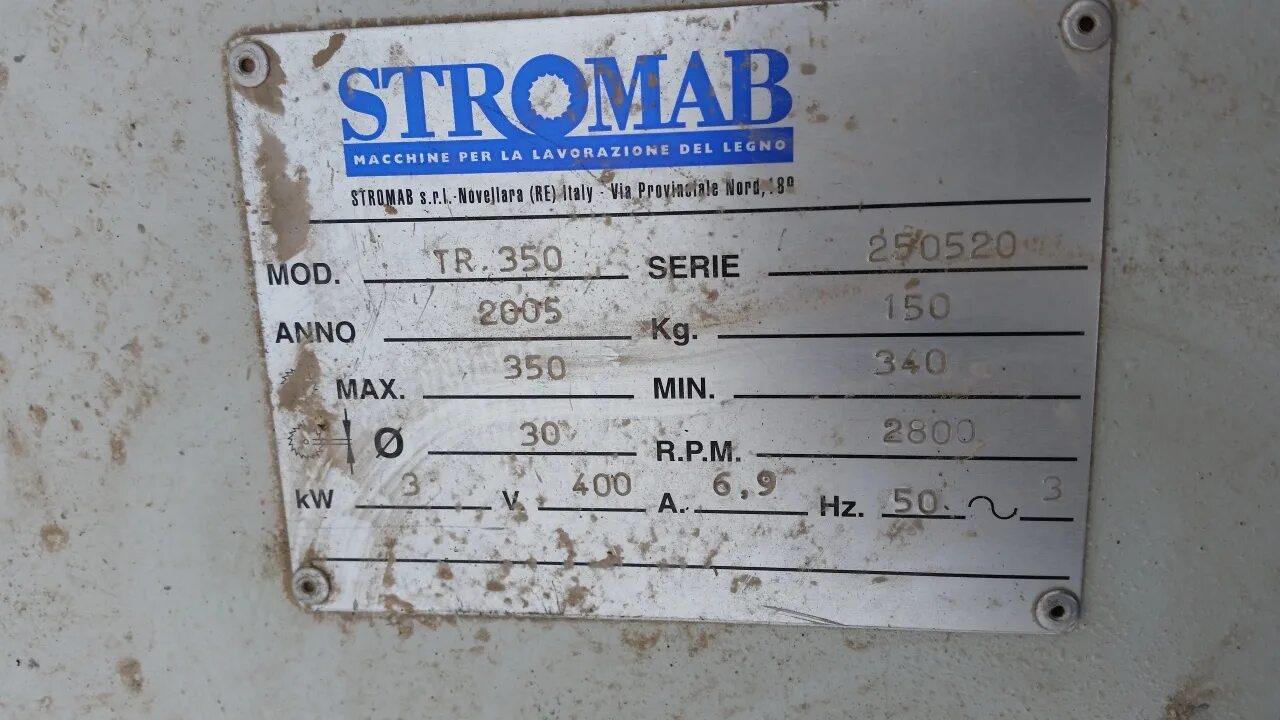 STROMAB
MACCHINE PER LA LAVORAZIONE DEL LEGNO
STROMAB s.r.l.-Novellara (RE) Italy - Via Provinciale Nord, 189
MOD. TR.350 SERIE 250520
ANNO 2005 Kg. 150
MAX. 350 MIN. 340
Ø 30 R.P.M. 2800
kW 3 V 400 A. 6,9 Hz. 50 ~ 3